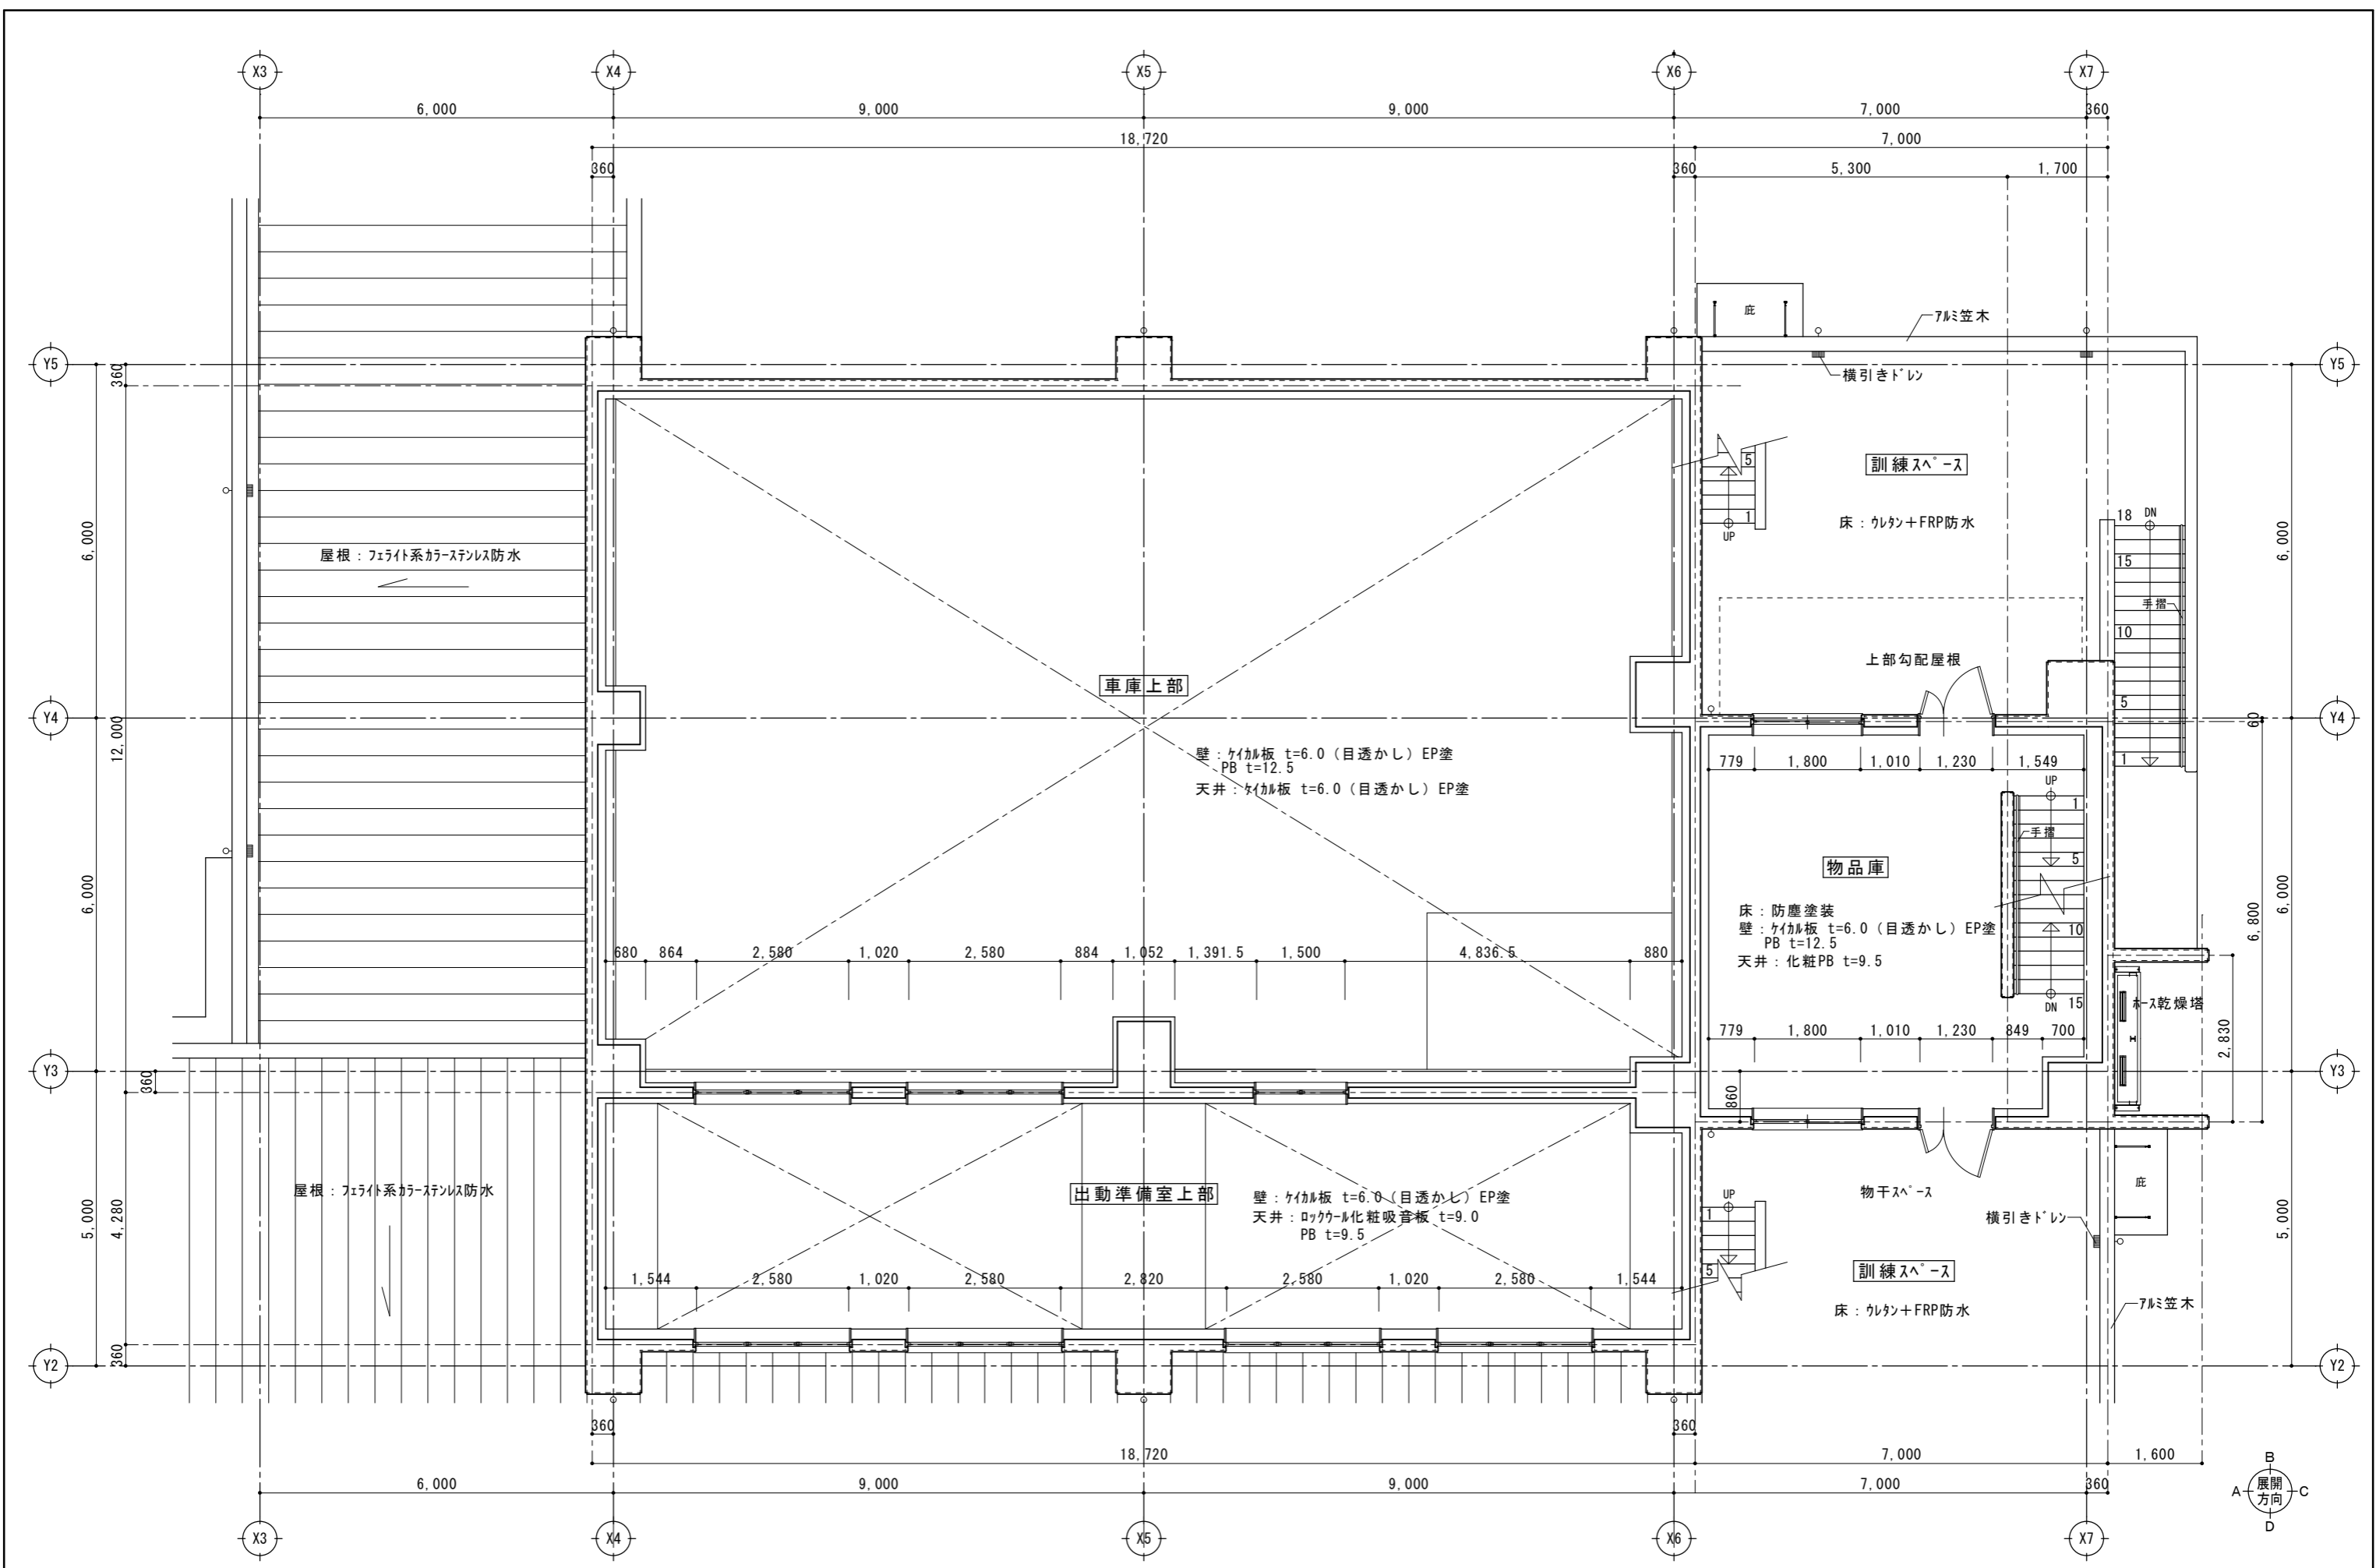 X3
X4
X5
X6
X7
6,000
9,000
9,000
7,000
360
18,720
7,000
360
360
5,300
1,700
庇
アルミ笠木
Y5
360
横引きドレン
Y5
5
訓練スペース
1
UP
床：ウレタン＋FRP防水
18
DN
15
6,000
屋根：フェライト系カラーステンレス防水
6,000
手摺
10
上部勾配屋根
車庫上部
5
Y4
12,000
60
Y4
壁：ケイカル板 t=6.0（目透かし）EP塗
PB t=12.5
天井：ケイカル板 t=6.0（目透かし）EP塗
779
1,800
1,010
1,230
1,549
1
UP
1
手摺
5
物品庫
6,000
床：防塵塗装
壁：ケイカル板 t=6.0（目透かし）EP塗
PB t=12.5
天井：化粧PB t=9.5
10
6,000
6,800
680
864
2,580
1,020
2,580
884
1,052
1,391.5
1,500
4,836.5
880
DN
15
ホース乾燥塔
779
1,800
1,010
1,230
849
700
2,830
Y3
360
860
Y3
屋根：フェライト系カラーステンレス防水
出動準備室上部
壁：ケイカル板 t=6.0（目透かし）EP塗
天井：ロックウール化粧吸音板 t=9.0
PB t=9.5
UP
1
5
物干スペース
庇
横引きドレン
5,000
4,280
5,000
訓練スペース
床：ウレタン＋FRP防水
アルミ笠木
1,544
2,580
1,020
2,580
2,820
2,580
1,020
2,580
1,544
Y2
360
Y2
360
360
18,720
7,000
1,600
6,000
9,000
9,000
7,000
360
B
A
展開
方向
C
D
X3
X4
X5
X6
X7